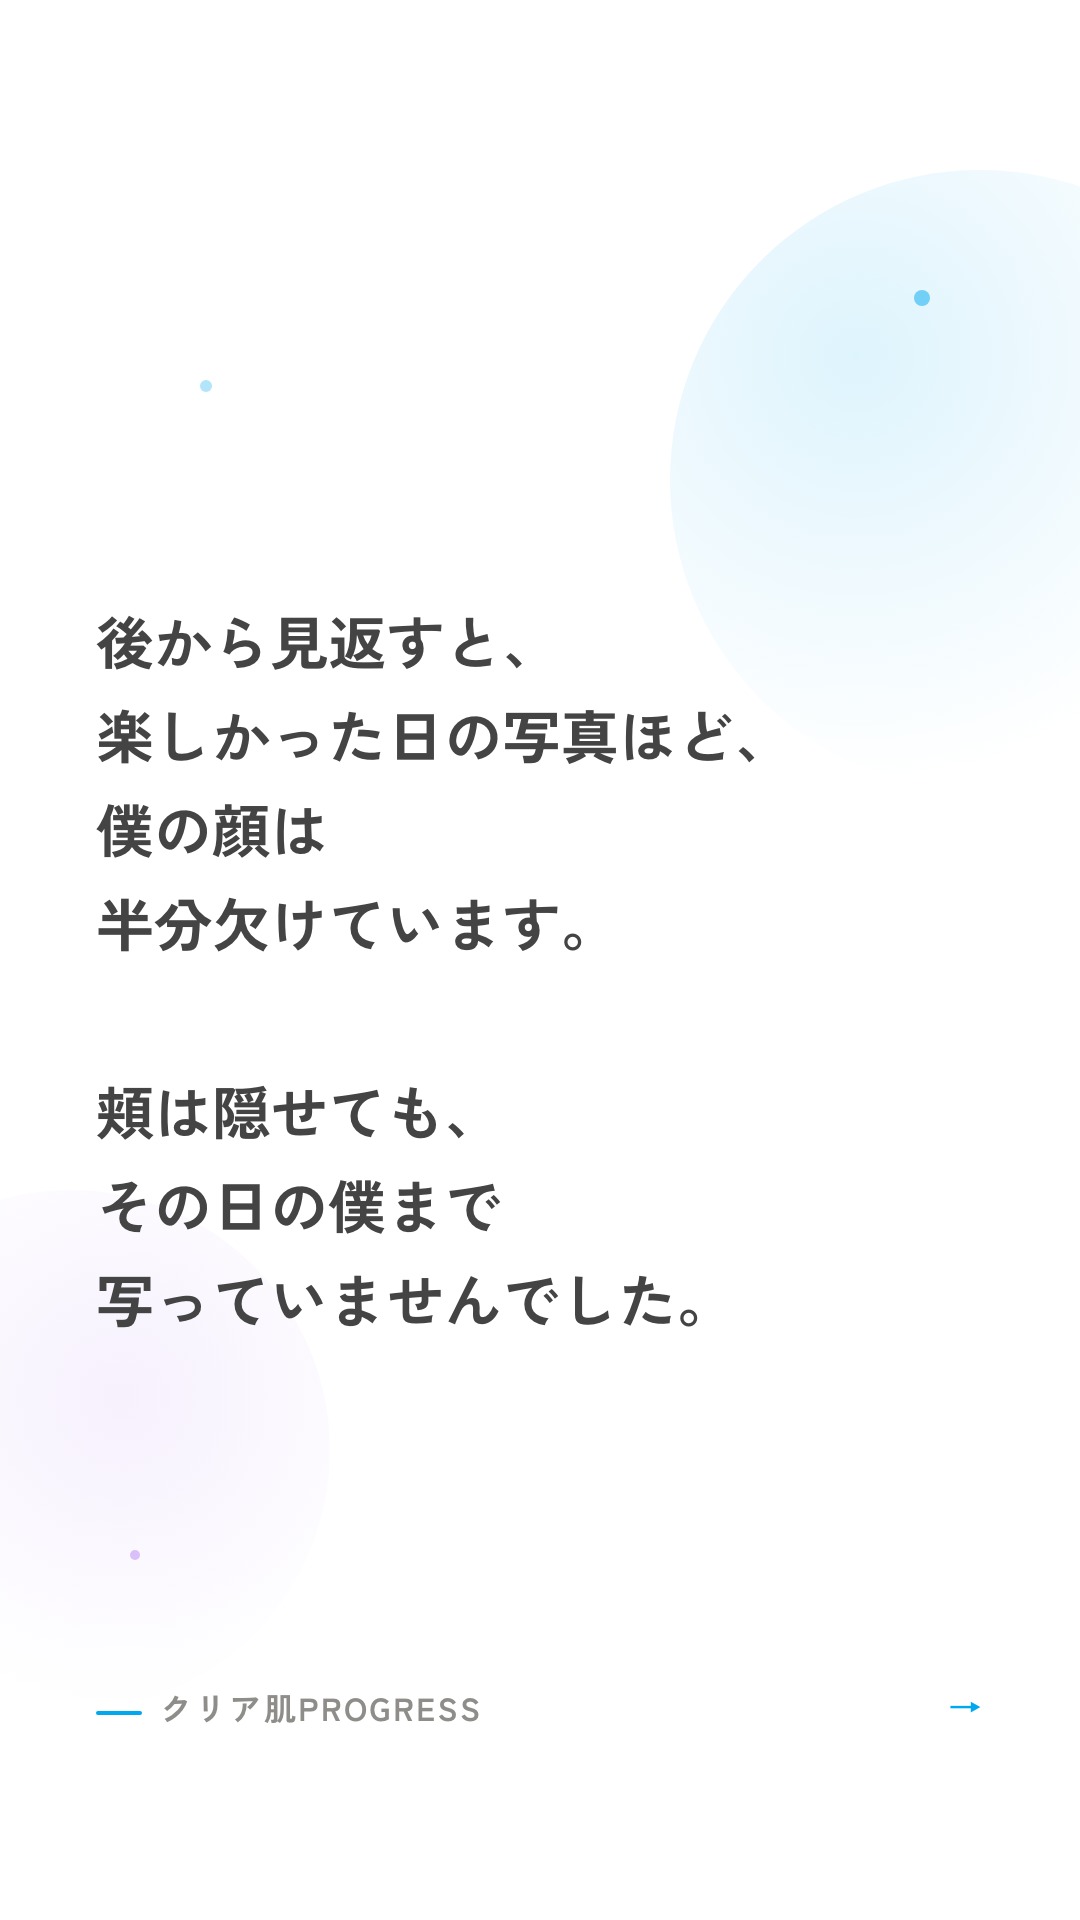 後から見返すと、
楽しかった日の写真ほど、
僕の顔は
半分欠けています。
頬は隠せても、
その日の僕まで
写っていませんでした。
クリア肌PROGRESS
→